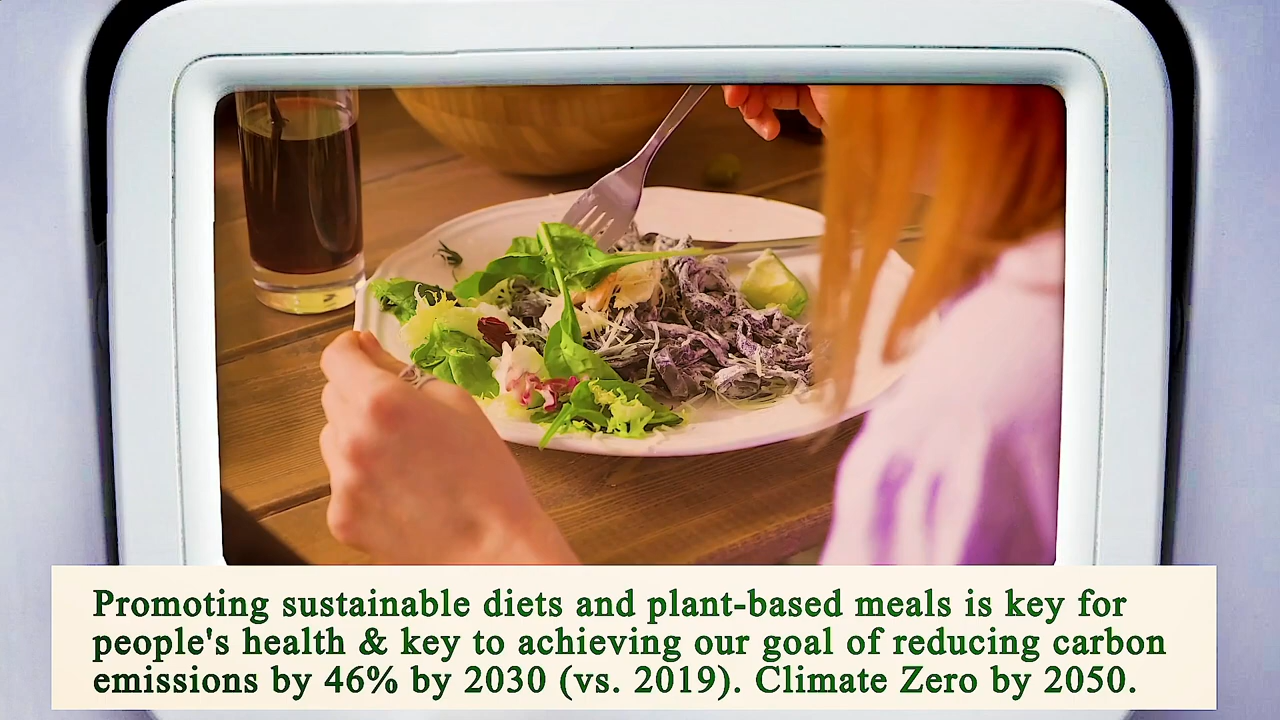 Promoting sustainable diets and plant-based meals is key for
people's health & key to achieving our goal of reducing carbon
emissions by 46% by 2030 (vs. 2019). Climate Zero by 2050.